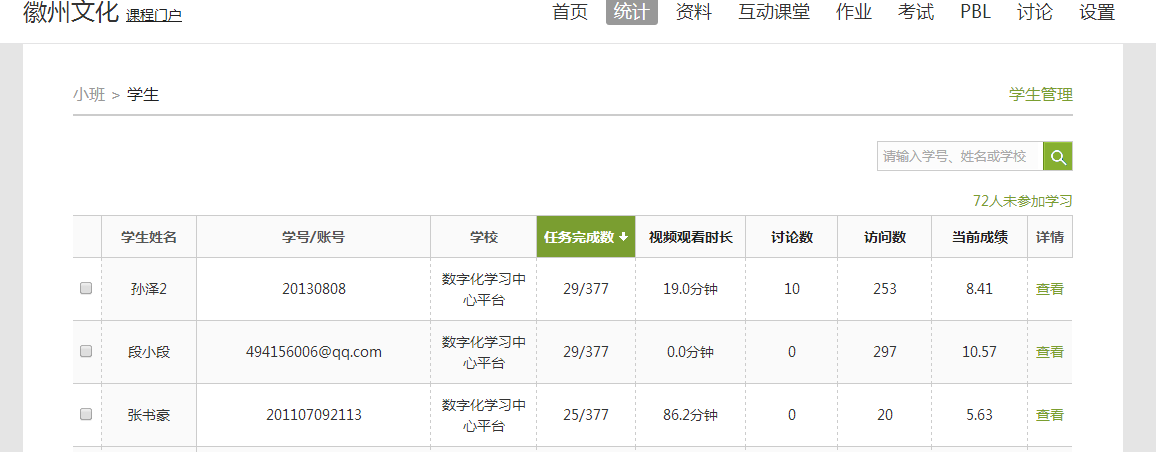 徽州文化 课程门户 首页 统计 资料 互动课堂 作业 考试 PBL 讨论 设置
小班 > 学生 学生管理
请输入学号、姓名或学校
72人未参加学习
学生姓名 学号/账号 学校 任务完成数 视频观看时长 讨论数 访问数 当前成绩 详情
孙泽2 20130808 数字化学习中心平台 29/377 19.0分钟 10 253 8.41 查看
段小段 494156006@qq.com 数字化学习中心平台 29/377 0.0分钟 0 297 10.57 查看
张书豪 201107092113 数字化学习中心平台 25/377 86.2分钟 0 20 5.63 查看